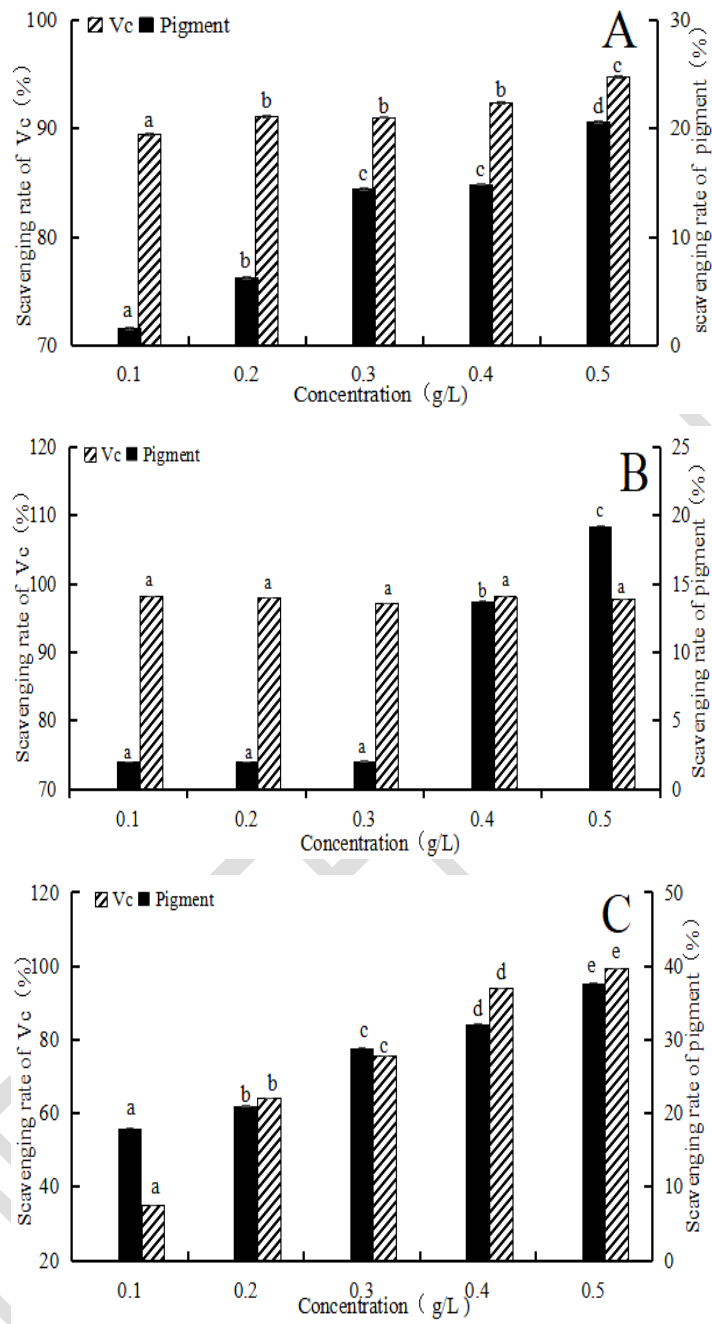 Vc Pigment
A
Scavenging rate of Vc (%)
scavenging rate of pigment (%)
100
90
80
70
30
20
10
0
a a
b b
c b
c b
d c
0.1 0.2 0.3 0.4 0.5
Concentration (g/L)
Vc Pigment
B
Scavenging rate of Vc (%)
Scavenging rate of pigment (%)
120
110
100
90
80
70
25
20
15
10
5
0
a a
a a
a a
b a
c a
0.1 0.2 0.3 0.4 0.5
Concentration (g/L)
Vc Pigment
C
Scavenging rate of Vc (%)
Scavenging rate of pigment (%)
120
100
80
60
40
20
50
40
30
20
10
0
a a
b b
c c
d d
e e
0.1 0.2 0.3 0.4 0.5
Concentration ( g/L )